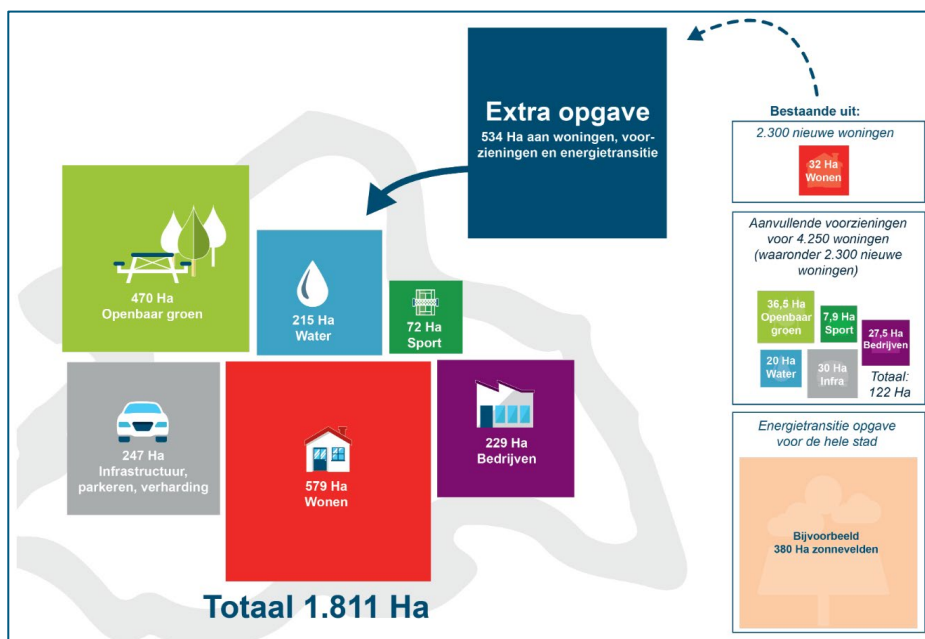 Extra opgave
534 Ha aan woningen, voor-
zieningen en energietransitie
470 Ha
Openbaar groen
215 Ha
Water
72 Ha
Sport
247 Ha
Infrastructuur,
parkeren, verharding
579 Ha
Wonen
229 Ha
Bedrijven
Totaal 1.811 Ha
Bestaande uit:
2.300 nieuwe woningen
32 Ha
Wonen
Aanvullende voorzieningen
voor 4.250 woningen
(waaronder 2.300 nieuwe
woningen)
36,5 Ha
Openbaar
groen
7,9 Ha
Sport
27,5 Ha
Bedrijven
20 Ha
Water
30 Ha
Infra
Totaal:
122 Ha
Energietransitie opgave
voor de hele stad
Bijvoorbeeld
380 Ha zonnevelden